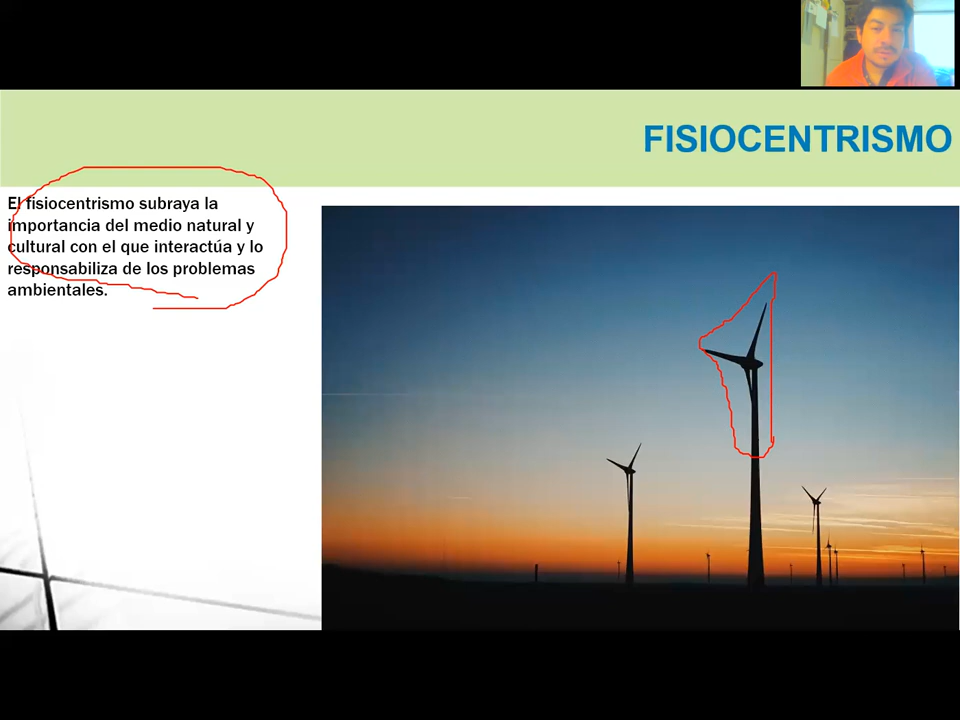 FISIOCENTRISMO
El fisiocentrismo subraya la
importancia del medio natural y
cultural con el que interactúa y lo
responsabiliza de los problemas
ambientales.